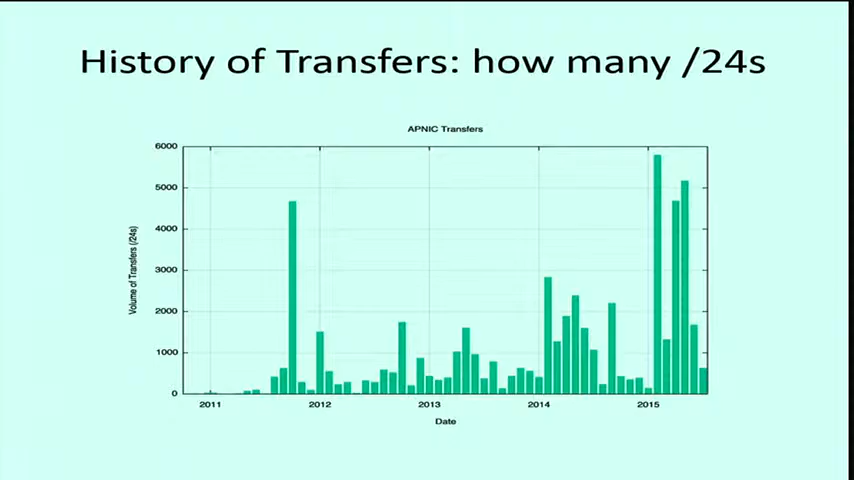 History of Transfers: how many /24s
APNIC Transfers
Volume of Transfers (/24s)
6000
5000
4000
3000
2000
1000
0
2011 2012 2013 2014 2015
Date